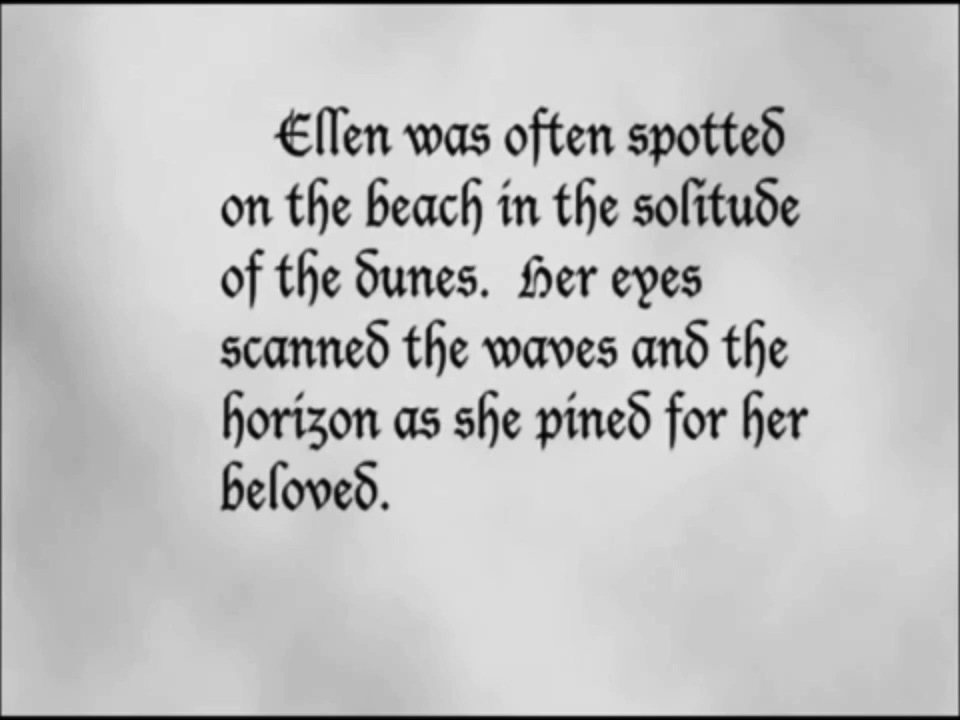 Ellen was often spotted
on the beach in the solitude
of the dunes. Her eyes
scanned the waves and the
horizon as she pined for her
beloved.